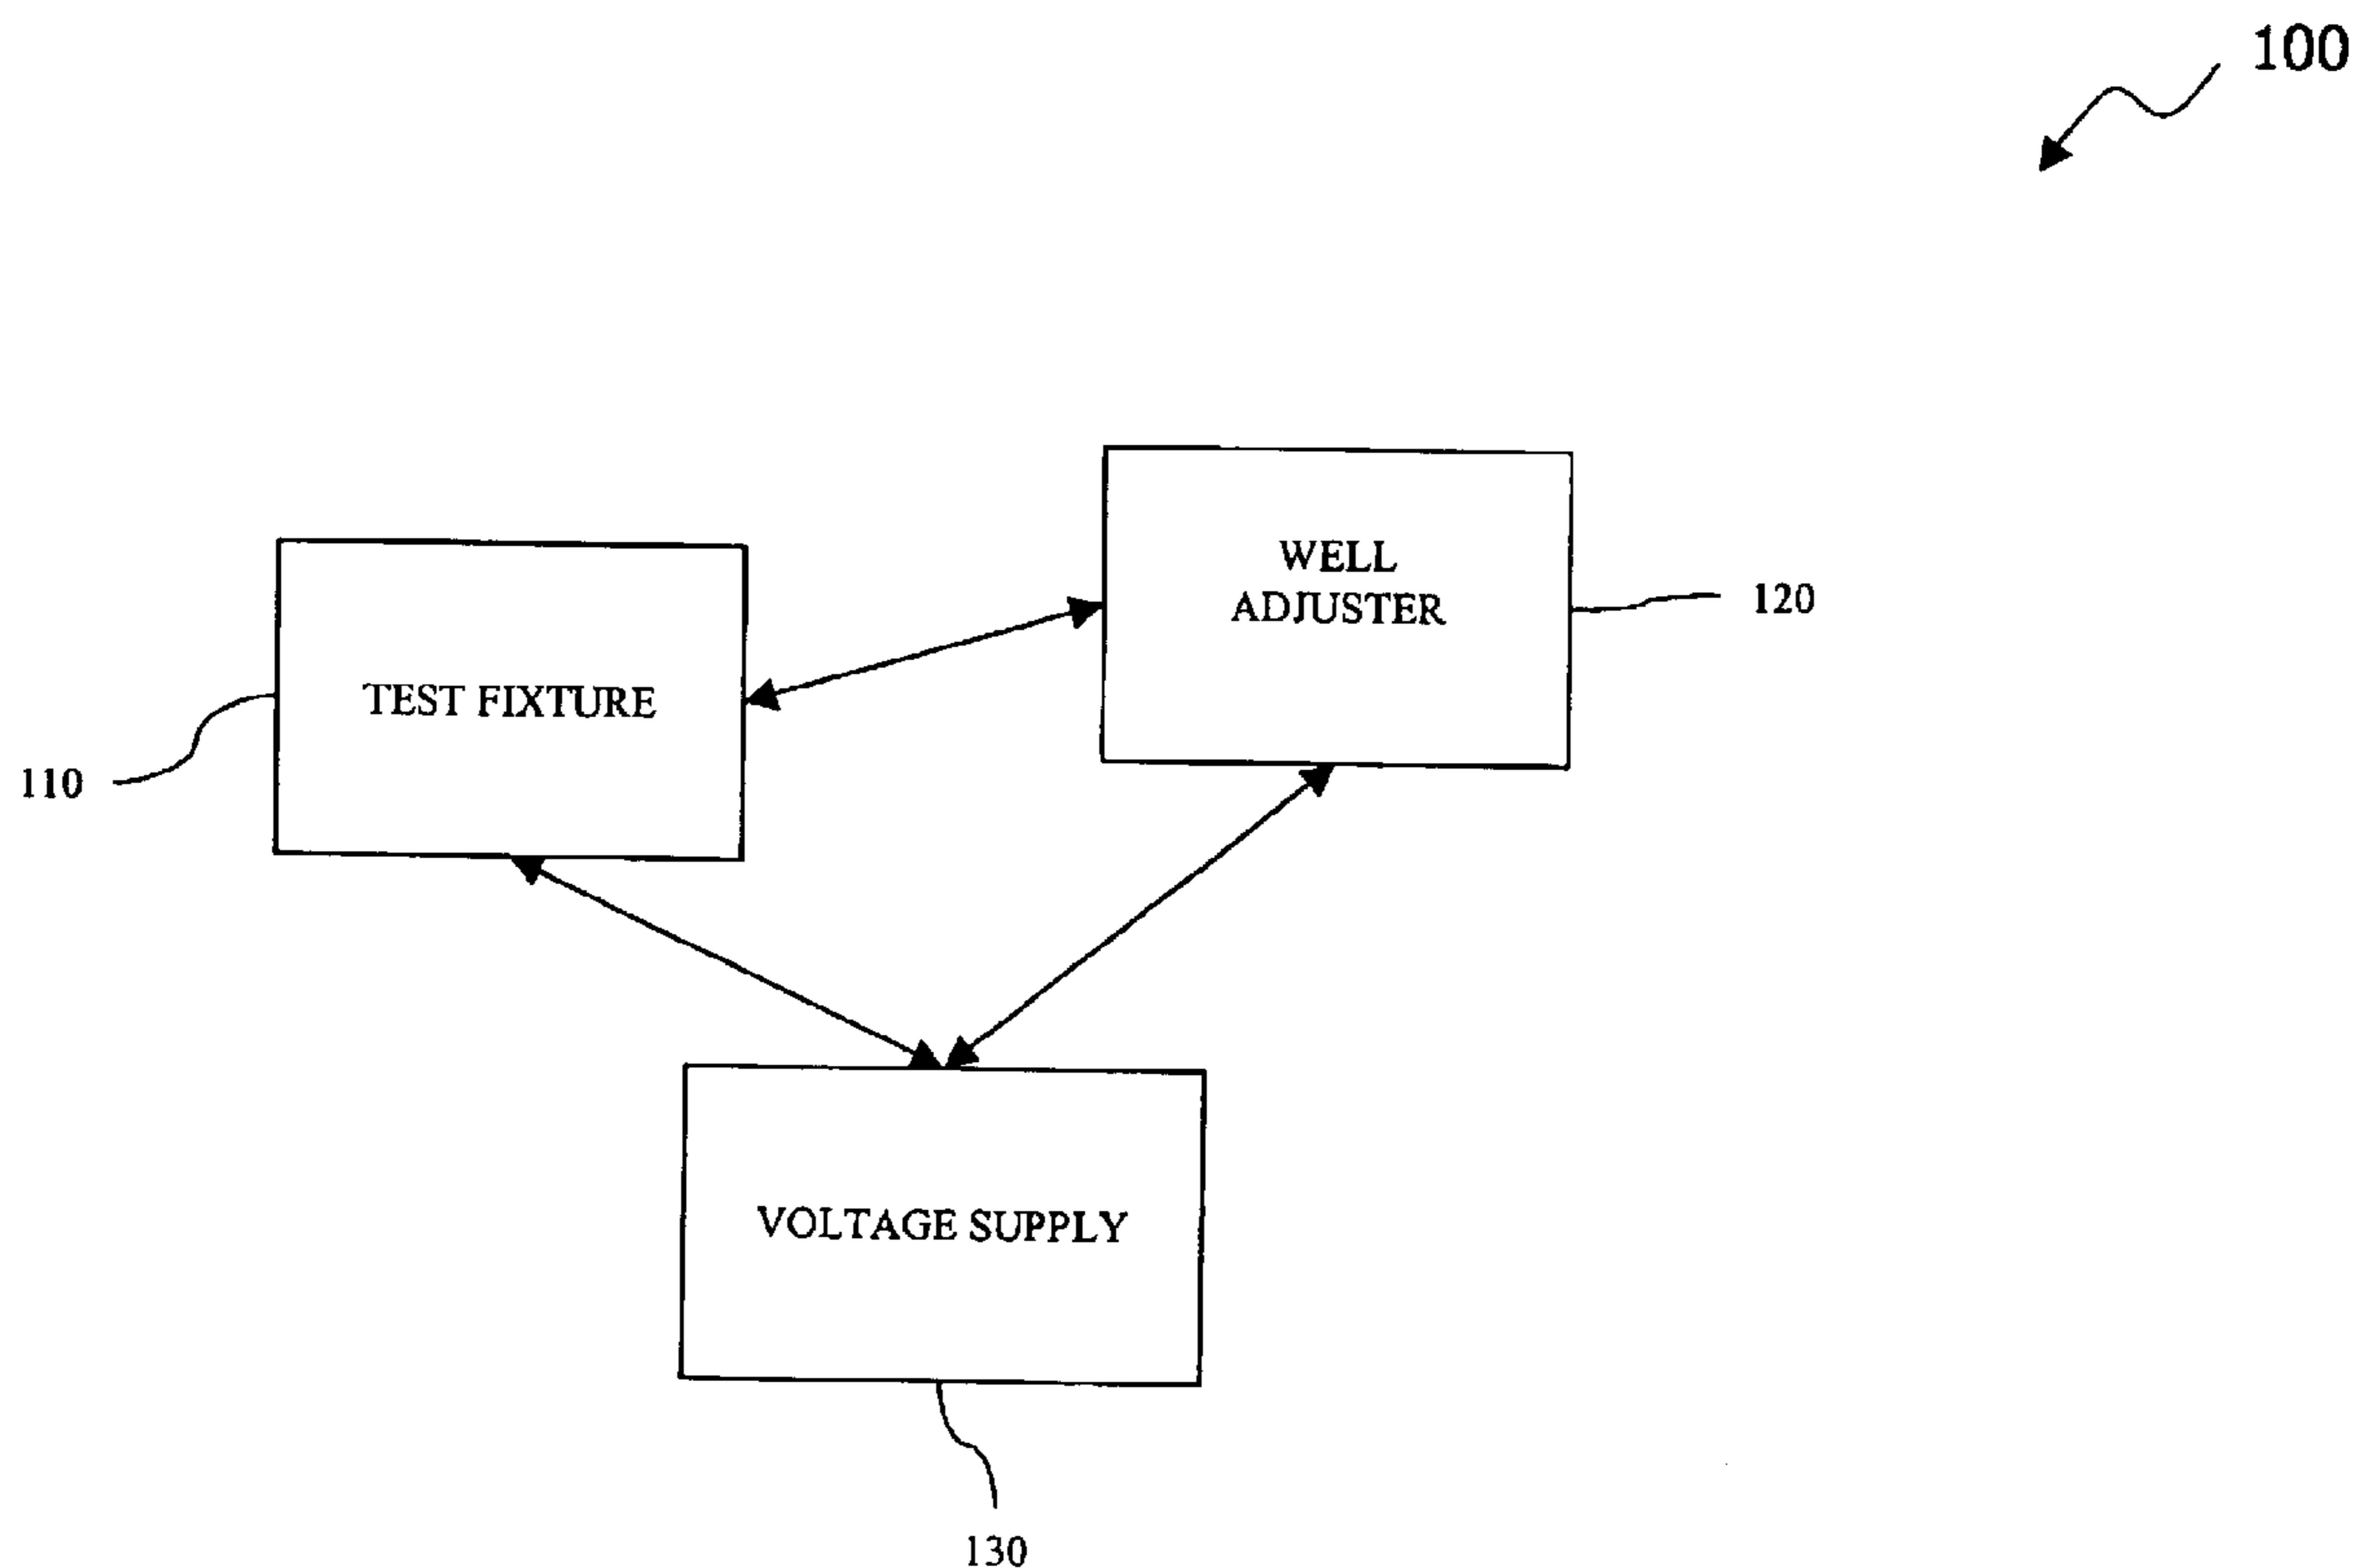 100
WELL
ADJUSTER
120
TEST FIXTURE
110
VOLTAGE SUPPLY
130